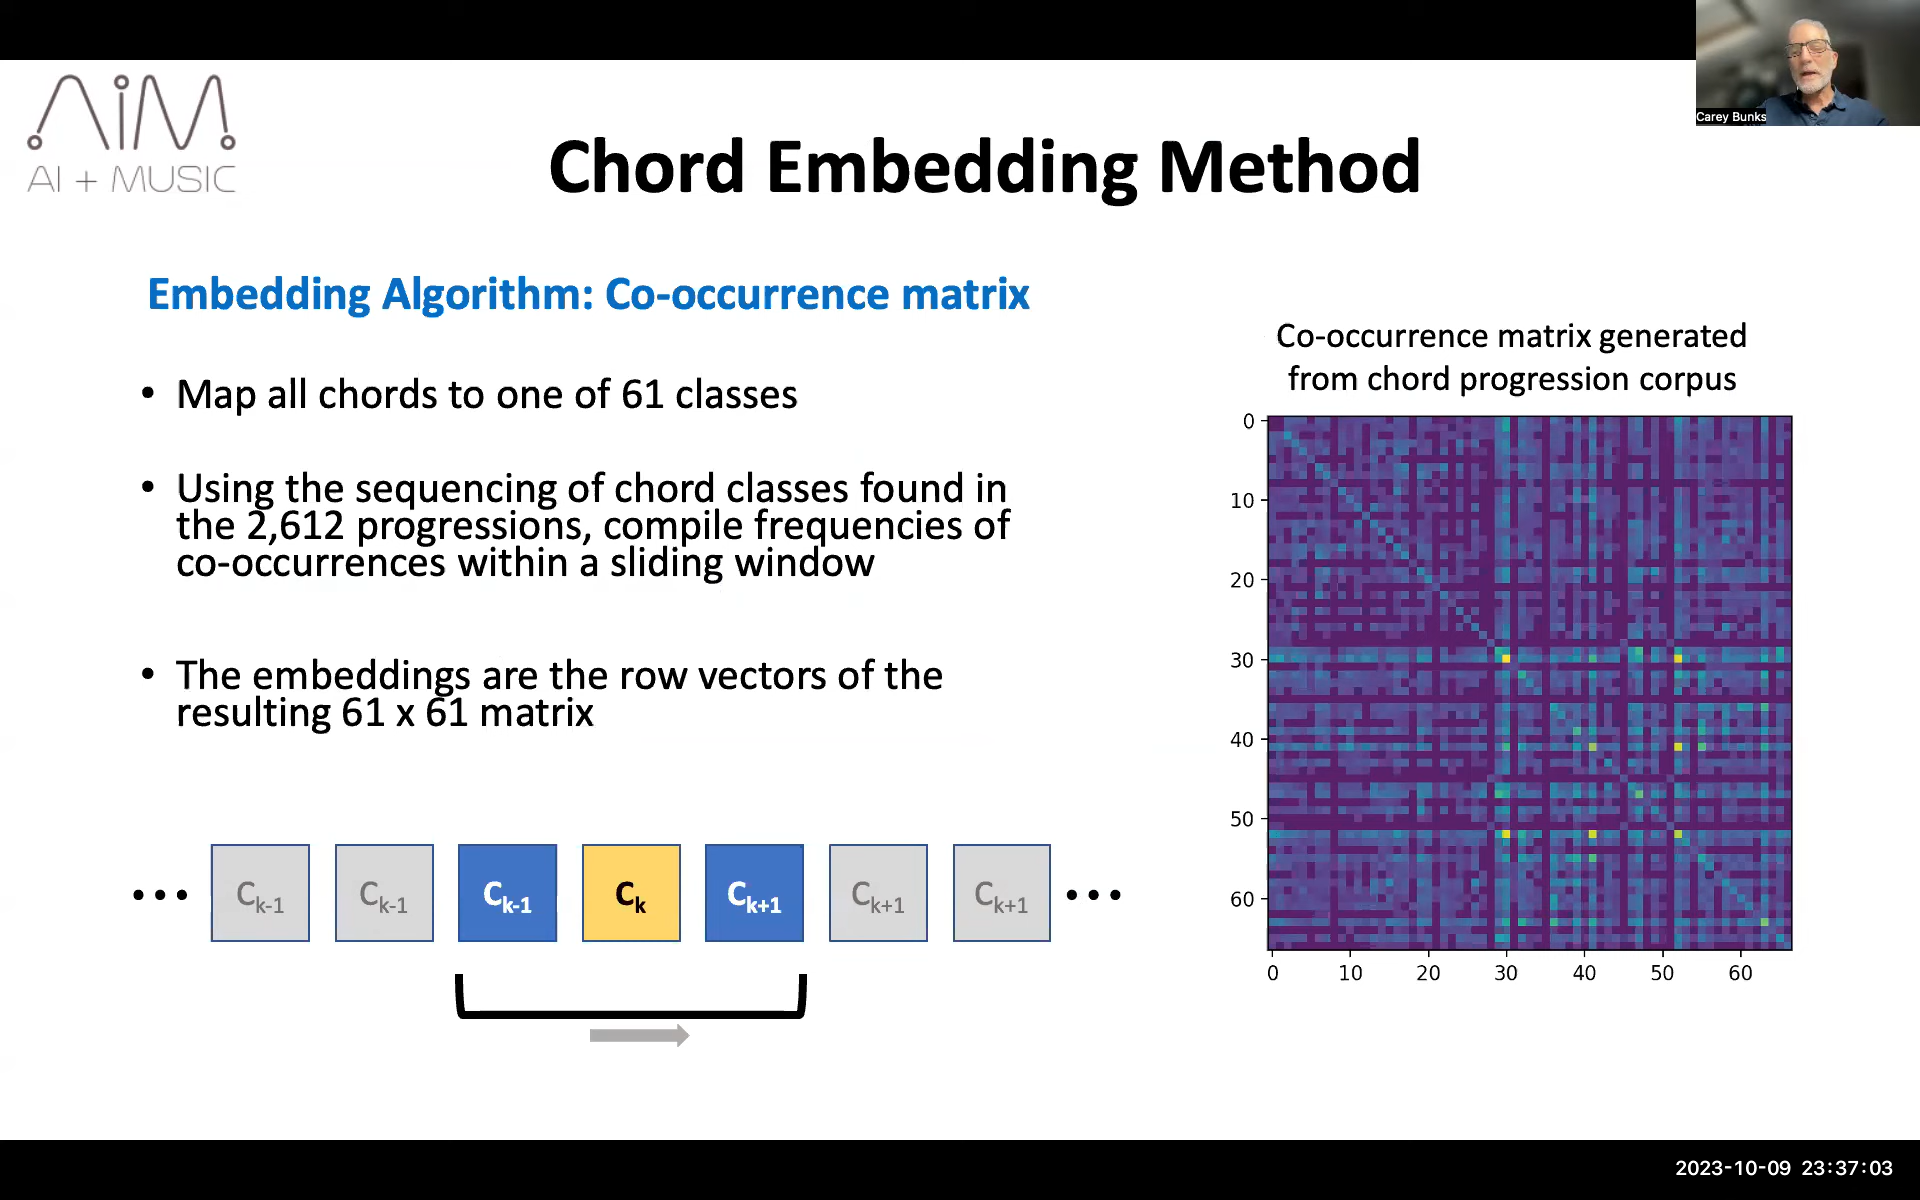 Carey Bunks
AiM
AI + MUSIC
Chord Embedding Method
Embedding Algorithm: Co-occurrence matrix
• Map all chords to one of 61 classes
• Using the sequencing of chord classes found in
the 2,612 progressions, compile frequencies of
co-occurrences within a sliding window
• The embeddings are the row vectors of the
resulting 61 x 61 matrix
••• Ck-1 Ck-1 Ck-1 Ck Ck+1 Ck+1 Ck+1 •••
Co-occurrence matrix generated
from chord progression corpus
0
10
20
30
40
50
60
0 10 20 30 40 50 60
2023-10-09 23:37:03